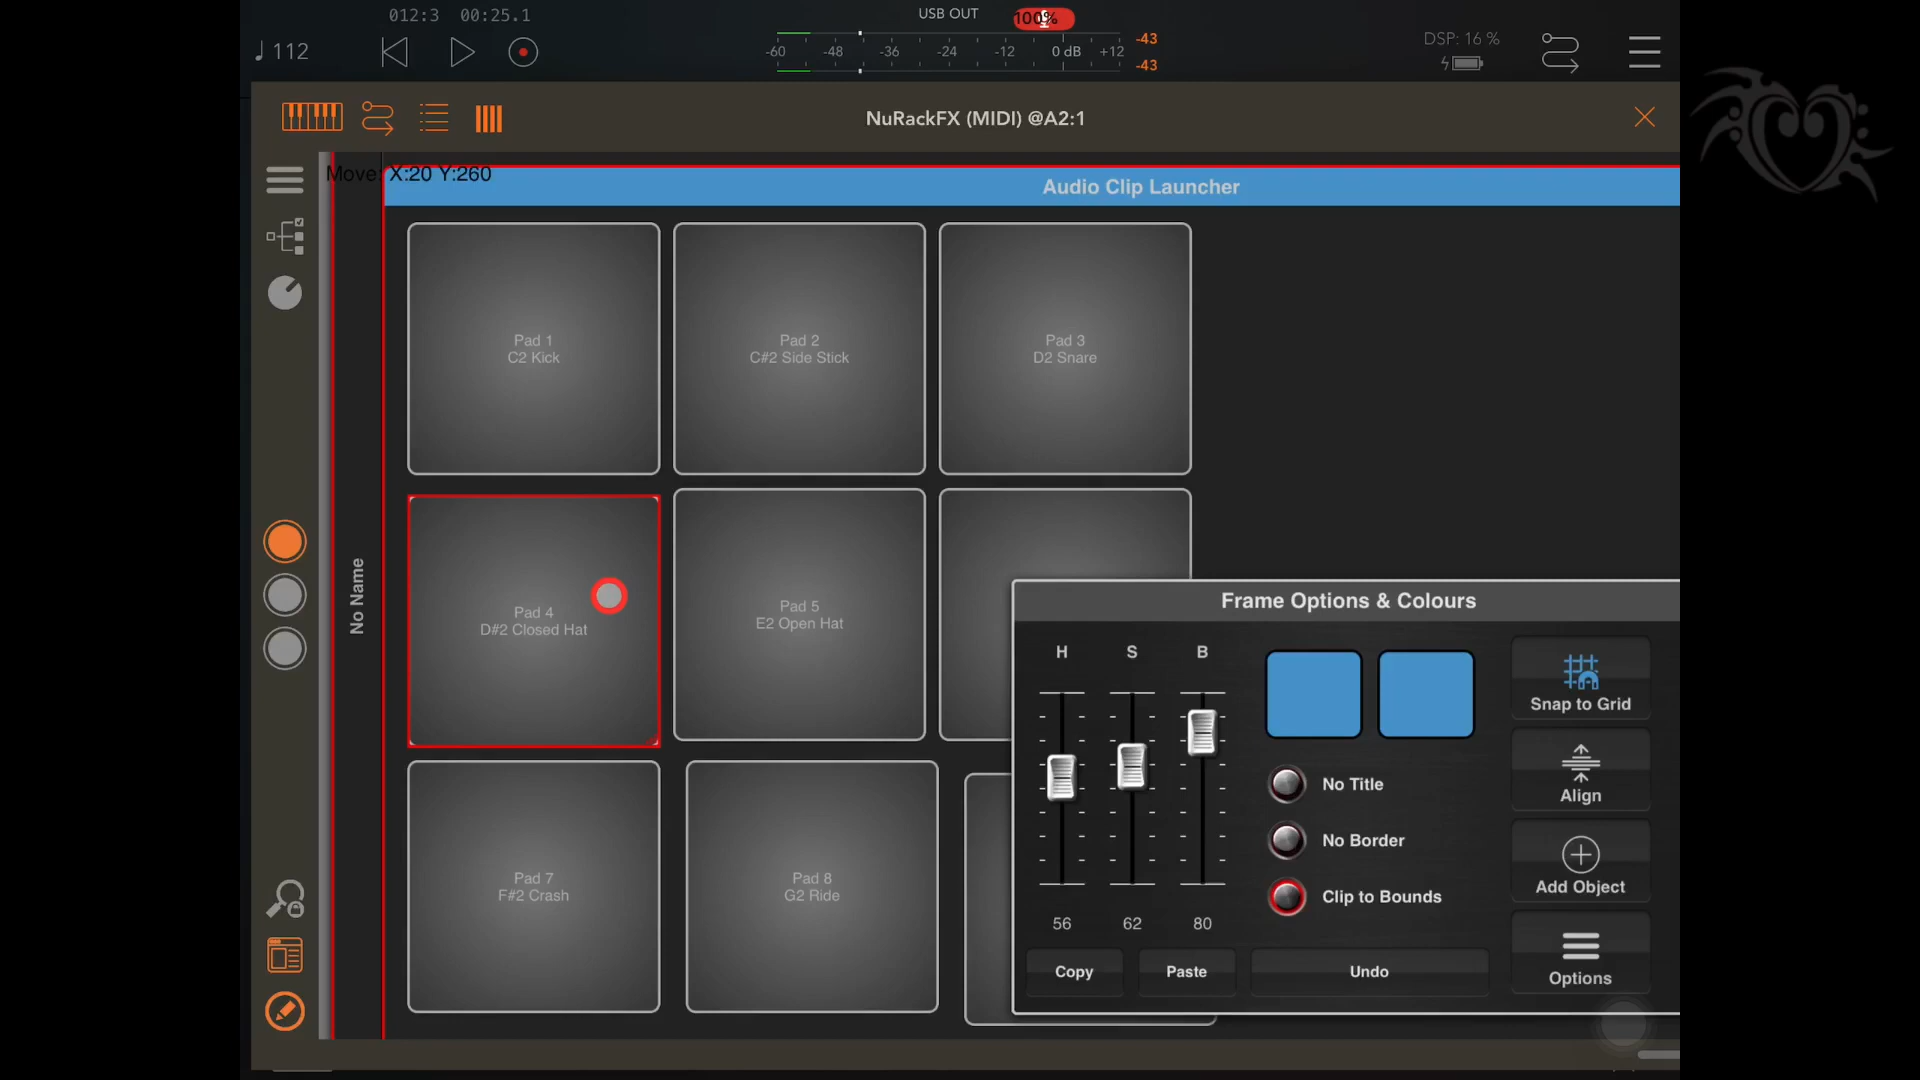 012:3 00:25.1
USB OUT
100%
DSP: 16 %
112
-60 -48 -36 -24 -12 0 dB +12
-43
-43
NuRackFX (MIDI) @A2:1
Move: X:20 Y:260
Audio Clip Launcher
Pad 1
C2 Kick
Pad 2
C#2 Side Stick
Pad 3
D2 Snare
No Name
Pad 4
D#2 Closed Hat
Pad 5
E2 Open Hat
Pad 7
F#2 Crash
Pad 8
G2 Ride
Frame Options & Colours
H S B
56 62 80
No Title
No Border
Clip to Bounds
Snap to Grid
Align
Add Object
Options
Copy
Paste
Undo